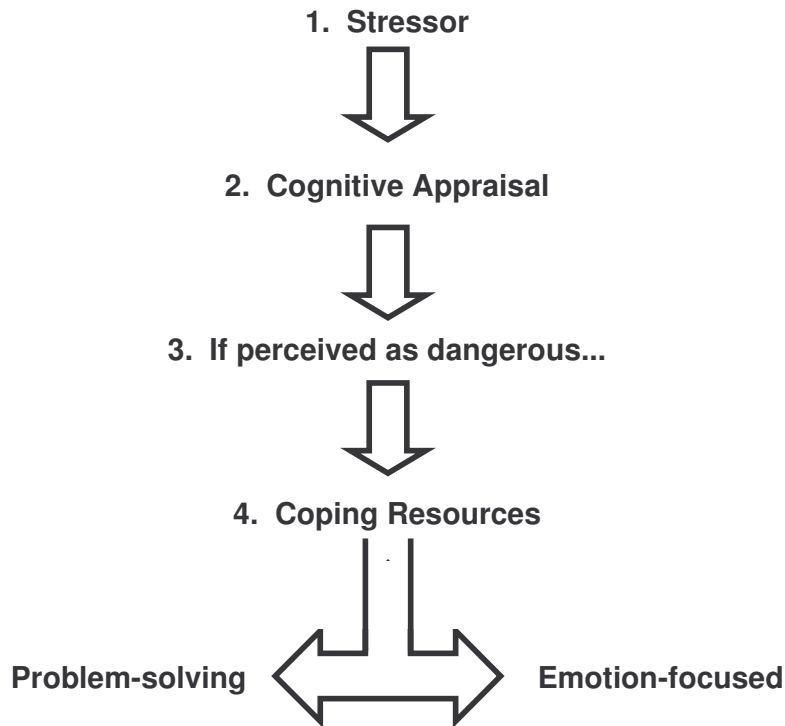 1. Stressor
2. Cognitive Appraisal
3. If perceived as dangerous...
4. Coping Resources
Problem-solving
Emotion-focused